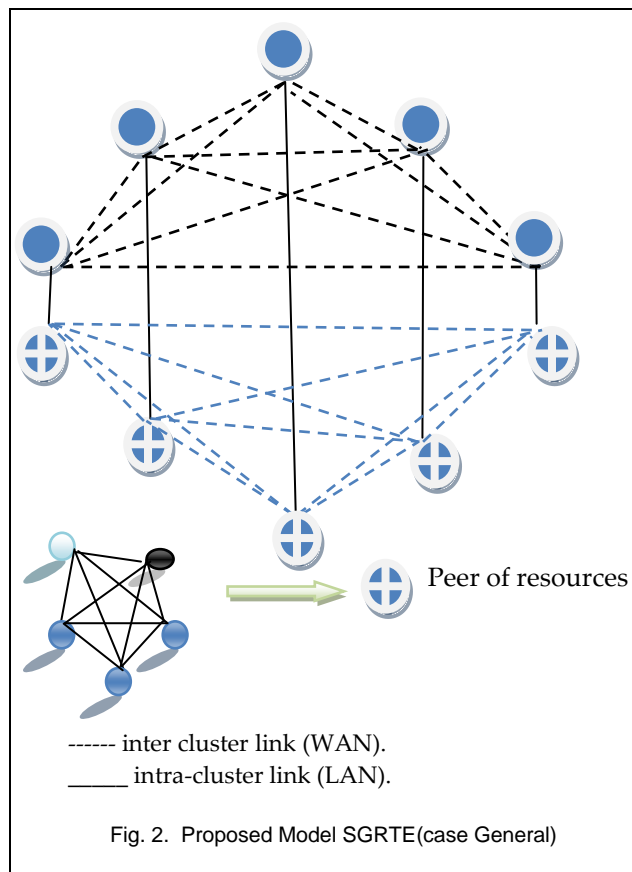 Peer of resources
------ inter cluster link (WAN).
_____ intra-cluster link (LAN).
Fig. 2. Proposed Model SGRTE(case General)